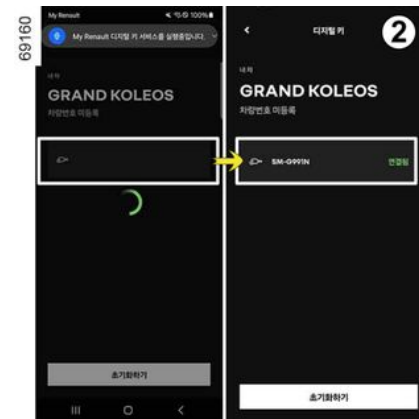 69160
My Renault
100%
My Renault 디지털 키 서비스를 실행중입니다.
내 차
GRAND KOLEOS
차량번호 미등록
초기화하기
디지털 키
2
내 차
GRAND KOLEOS
차량번호 미등록
SM-G991N 연결됨
초기화하기